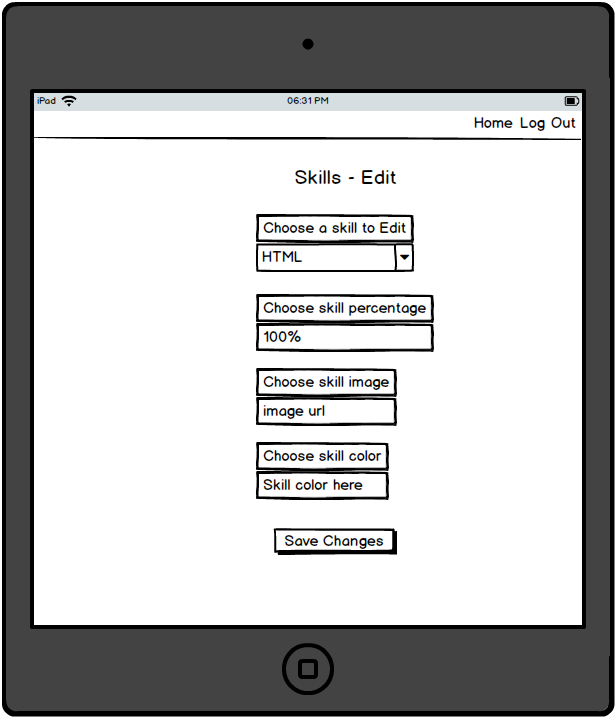 iPad 06:31 PM
Home Log Out
Skills - Edit
Choose a skill to Edit
HTML
Choose skill percentage
100%
Choose skill image
image url
Choose skill color
Skill color here
Save Changes